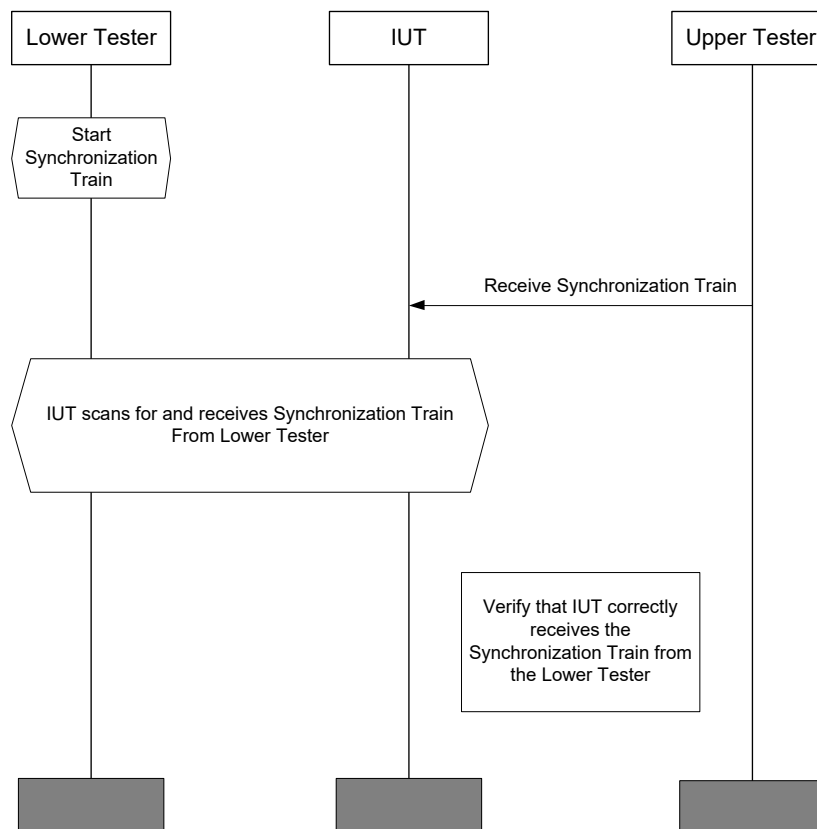 Lower Tester
IUT
Upper Tester
Start
Synchronization
Train
Receive Synchronization Train
IUT scans for and receives Synchronization Train
From Lower Tester
Verify that IUT correctly
receives the
Synchronization Train from
the Lower Tester